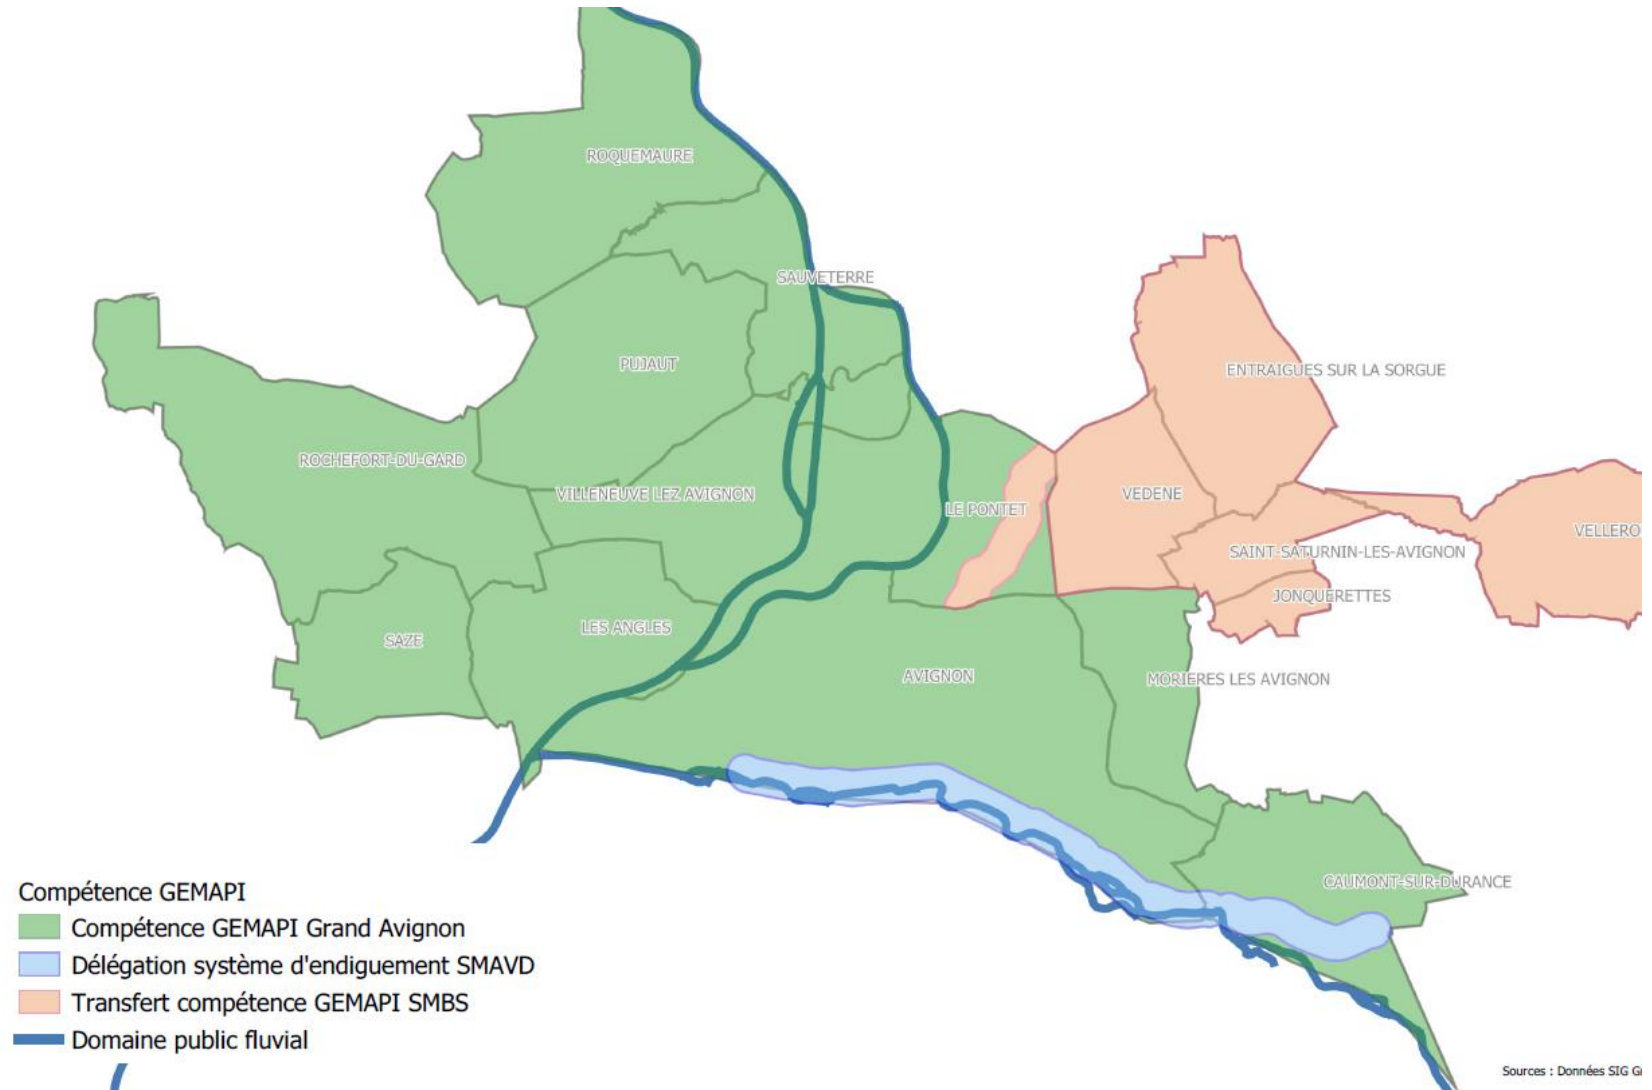 ROQUEMAURE
SAUVETERRE
PUJAUT
ENTRAIGUES SUR LA SORGUE
ROCHEFORT-DU-GARD
VILLENEUVE LEZ AVIGNON
VEDENE
LE PONTET
VELLERO
SAINT-SATURNIN-LES-AVIGNON
JONQUERETTES
LES ANGLES
SAZE
AVIGNON
MORIERES LES AVIGNON
CAUMONT-SUR-DURANCE
Compétence GEMAPI
Compétence GEMAPI Grand Avignon
Délégation système d'endiguement SMAVD
Transfert compétence GEMAPI SMBS
Domaine public fluvial
Sources : Données SIG G